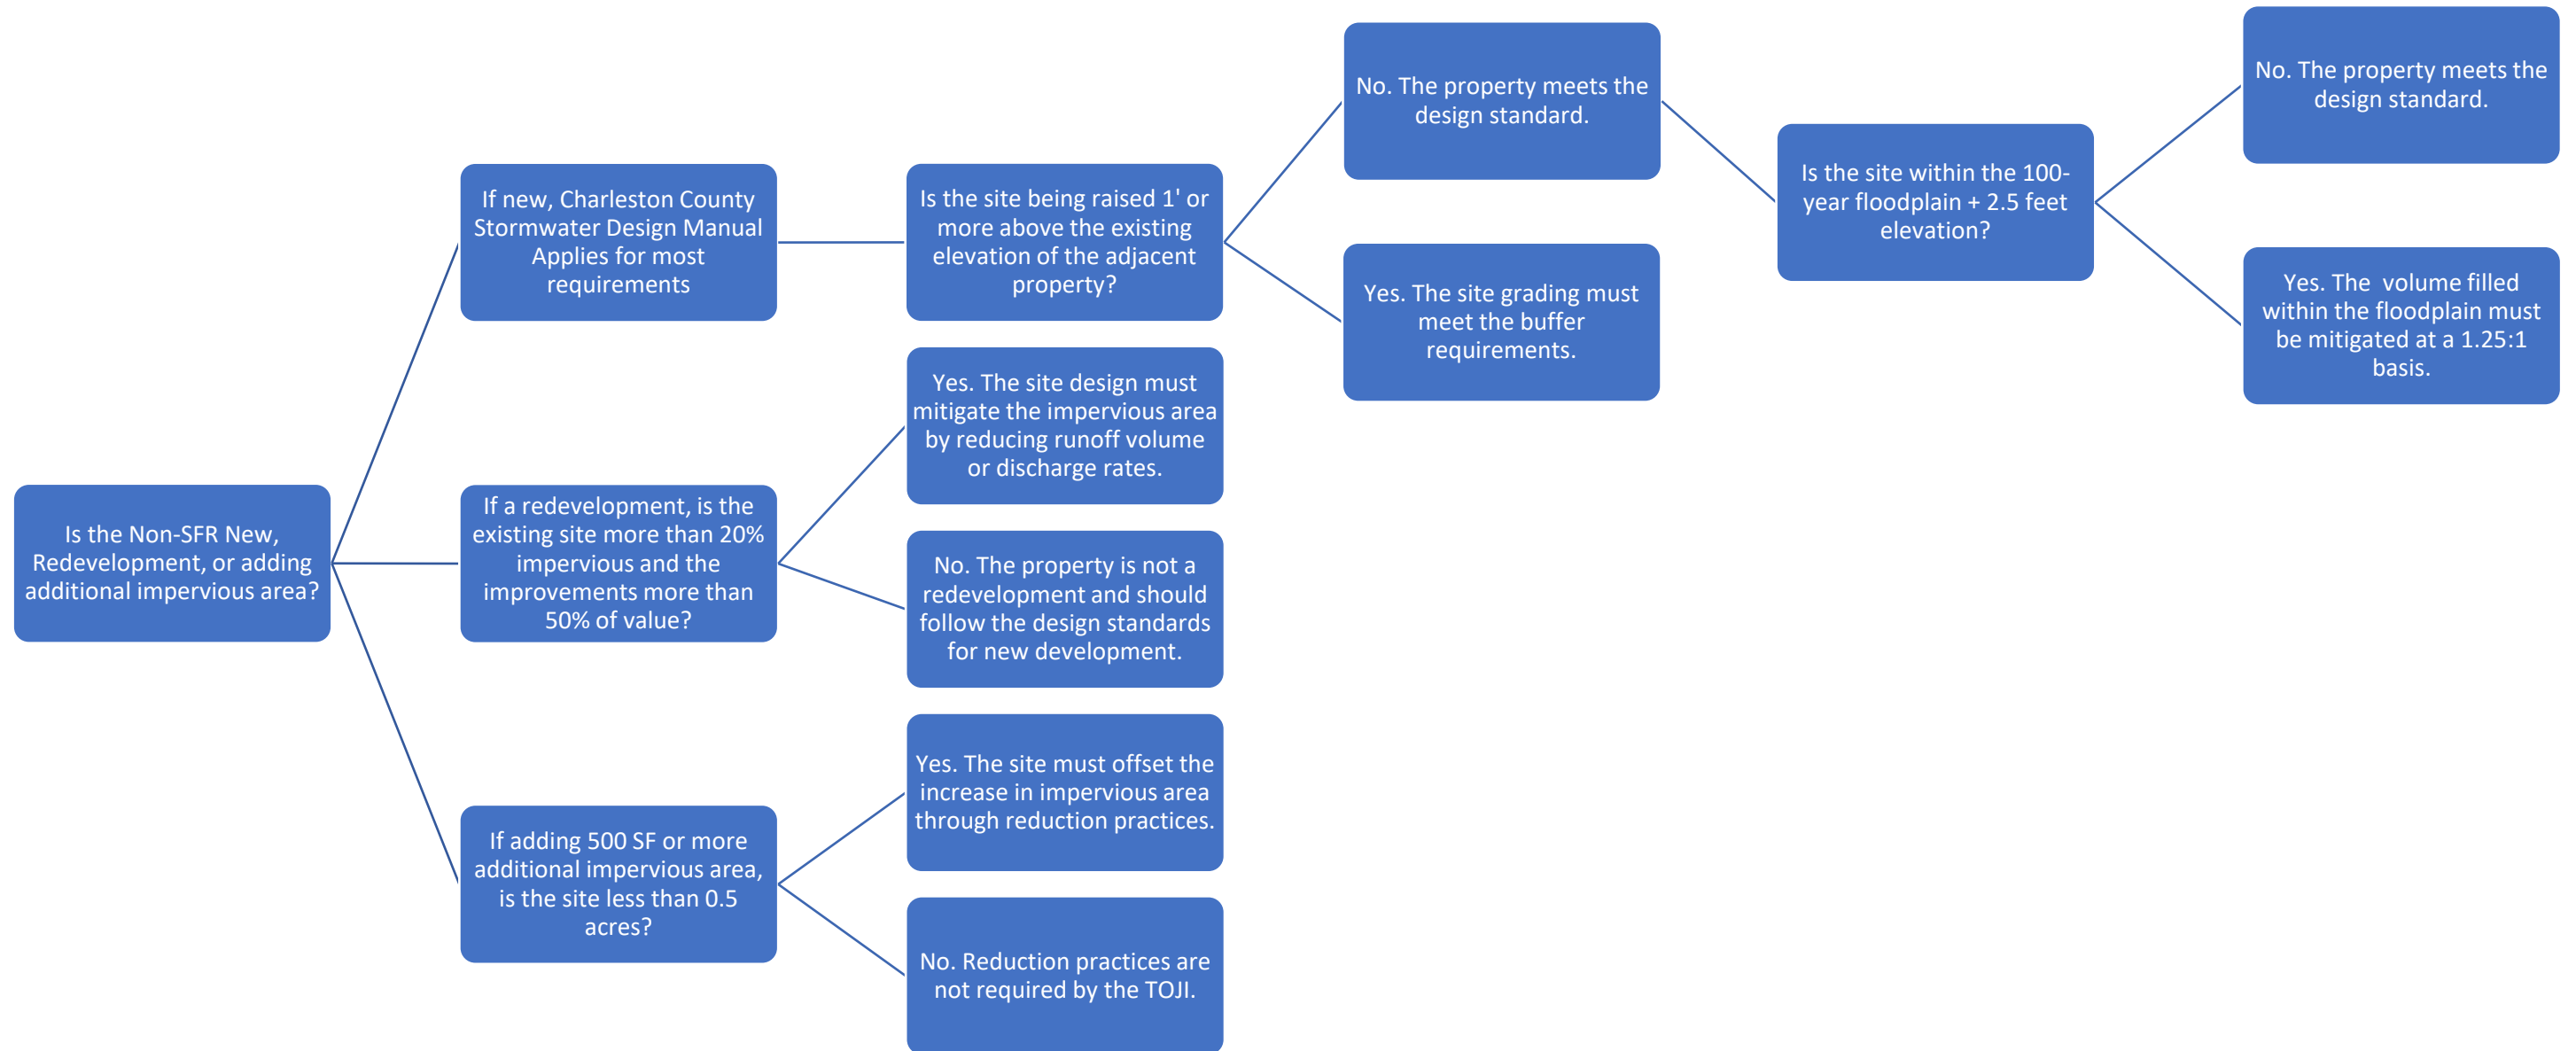 Is the Non-SFR New,
Redevelopment, or adding
additional impervious area?
If new, Charleston County
Stormwater Design Manual
Applies for most
requirements
Is the site being raised 1' or
more above the existing
elevation of the adjacent
property?
No. The property meets the
design standard.
Is the site within the 100-
year floodplain + 2.5 feet
elevation?
No. The property meets the
design standard.
Yes. The  volume filled
within the floodplain must
be mitigated at a 1.25:1
basis.
Yes. The site grading must
meet the buffer
requirements.
If a redevelopment, is the
existing site more than 20%
impervious and the
improvements more than
50% of value?
Yes. The site design must
mitigate the impervious area
by reducing runoff volume
or discharge rates.
No. The property is not a
redevelopment and should
follow the design standards
for new development.
If adding 500 SF or more
additional impervious area,
is the site less than 0.5
acres?
Yes. The site must offset the
increase in impervious area
through reduction practices.
No. Reduction practices are
not required by the TOJI.